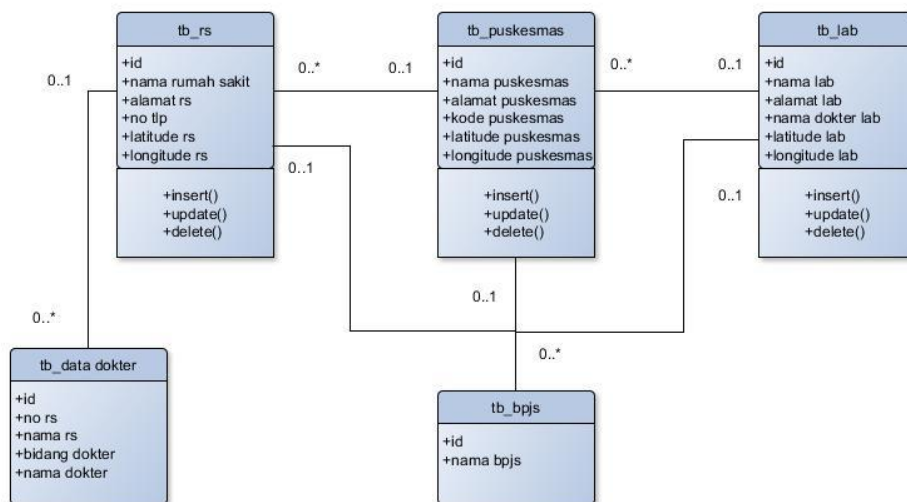 tb_rs
+id
+nama rumah sakit
+alamat rs
+no tlp
+latitude rs
+longitude rs
+insert()
+update()
+delete()
0..1
0..*
0..1
0..1
tb_puskesmas
+id
+nama puskesmas
+alamat puskesmas
+kode puskesmas
+latitude puskesmas
+longitude puskesmas
+insert()
+update()
+delete()
0..*
0..1
tb_lab
+id
+nama lab
+alamat lab
+nama dokter lab
+latitude lab
+longitude lab
+insert()
+update()
+delete()
0..1
0..1
0..*
0..*
tb_data dokter
+id
+no rs
+nama rs
+bidang dokter
+nama dokter
tb_bpjs
+id
+nama bpjs